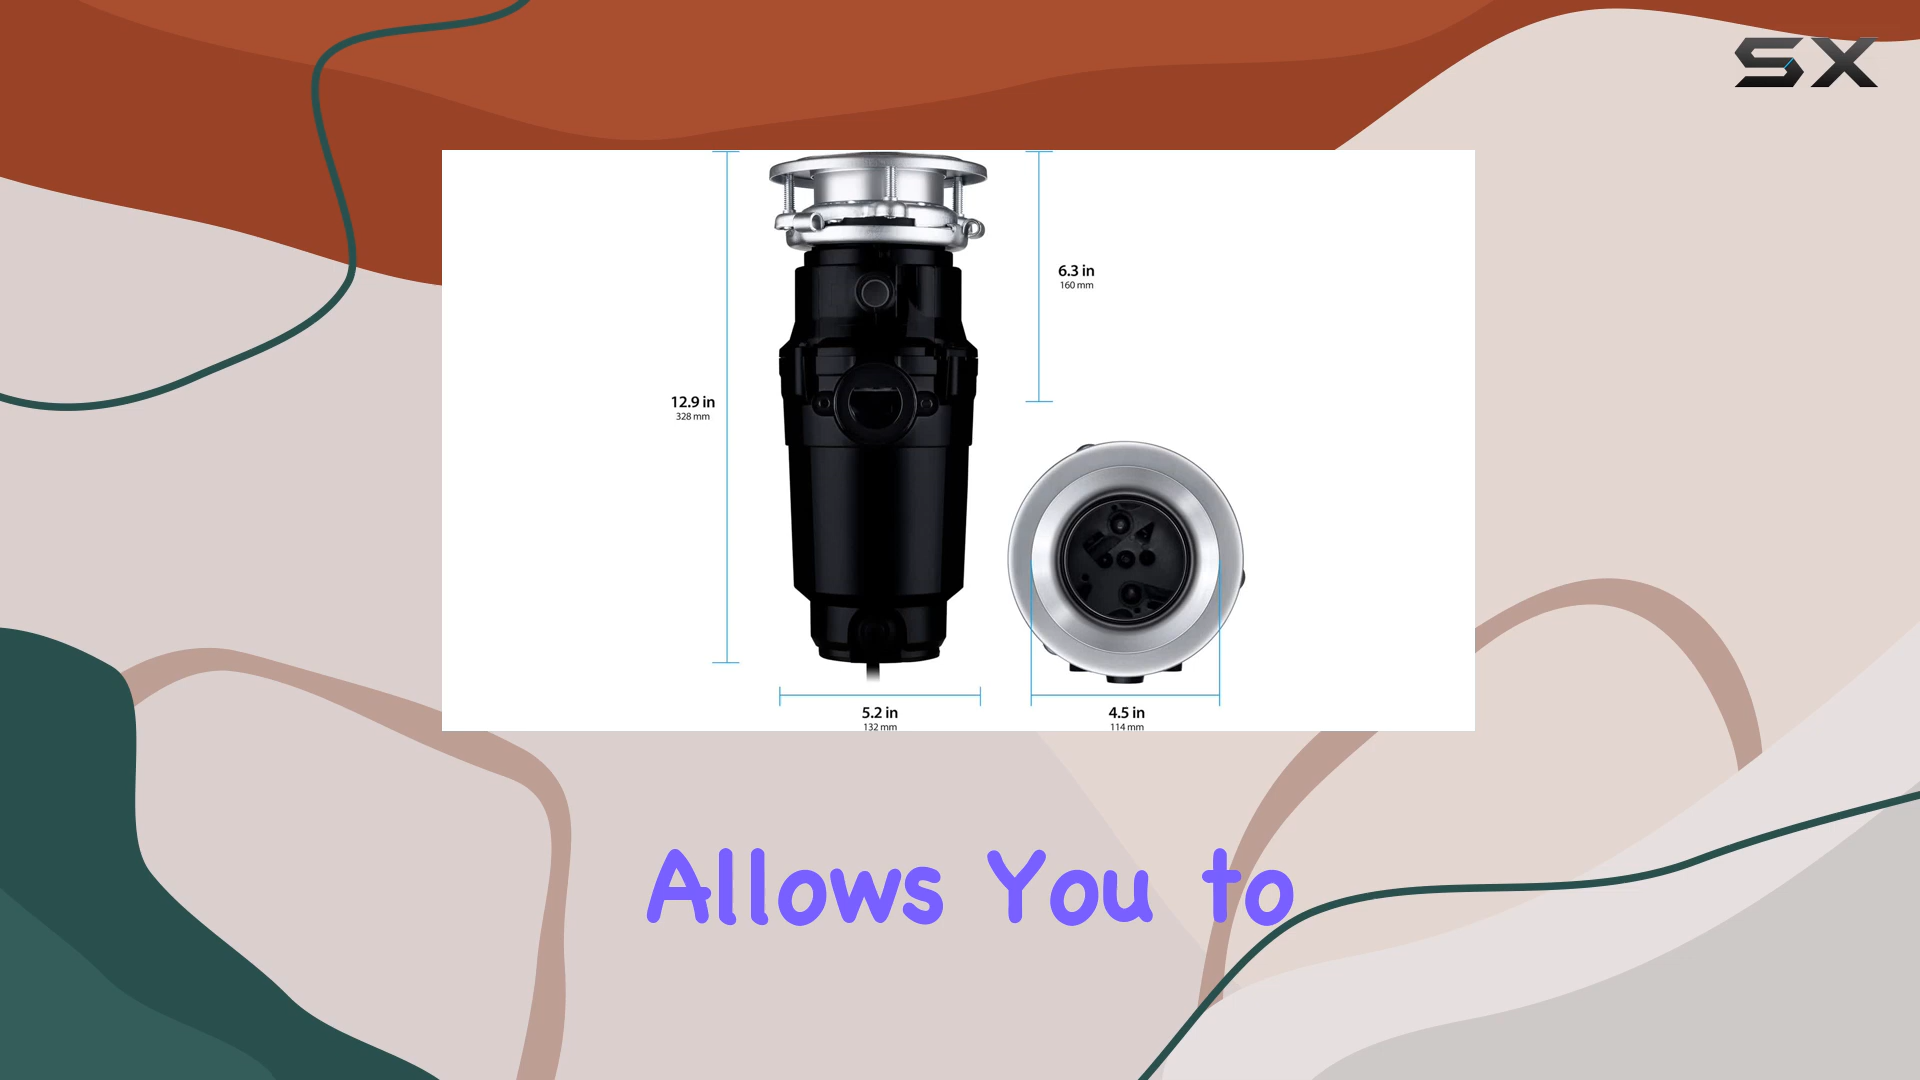 SX
6.3 in
160 mm
12.9 in
328 mm
5.2 in
132 mm
4.5 in
114 mm
Allows You to